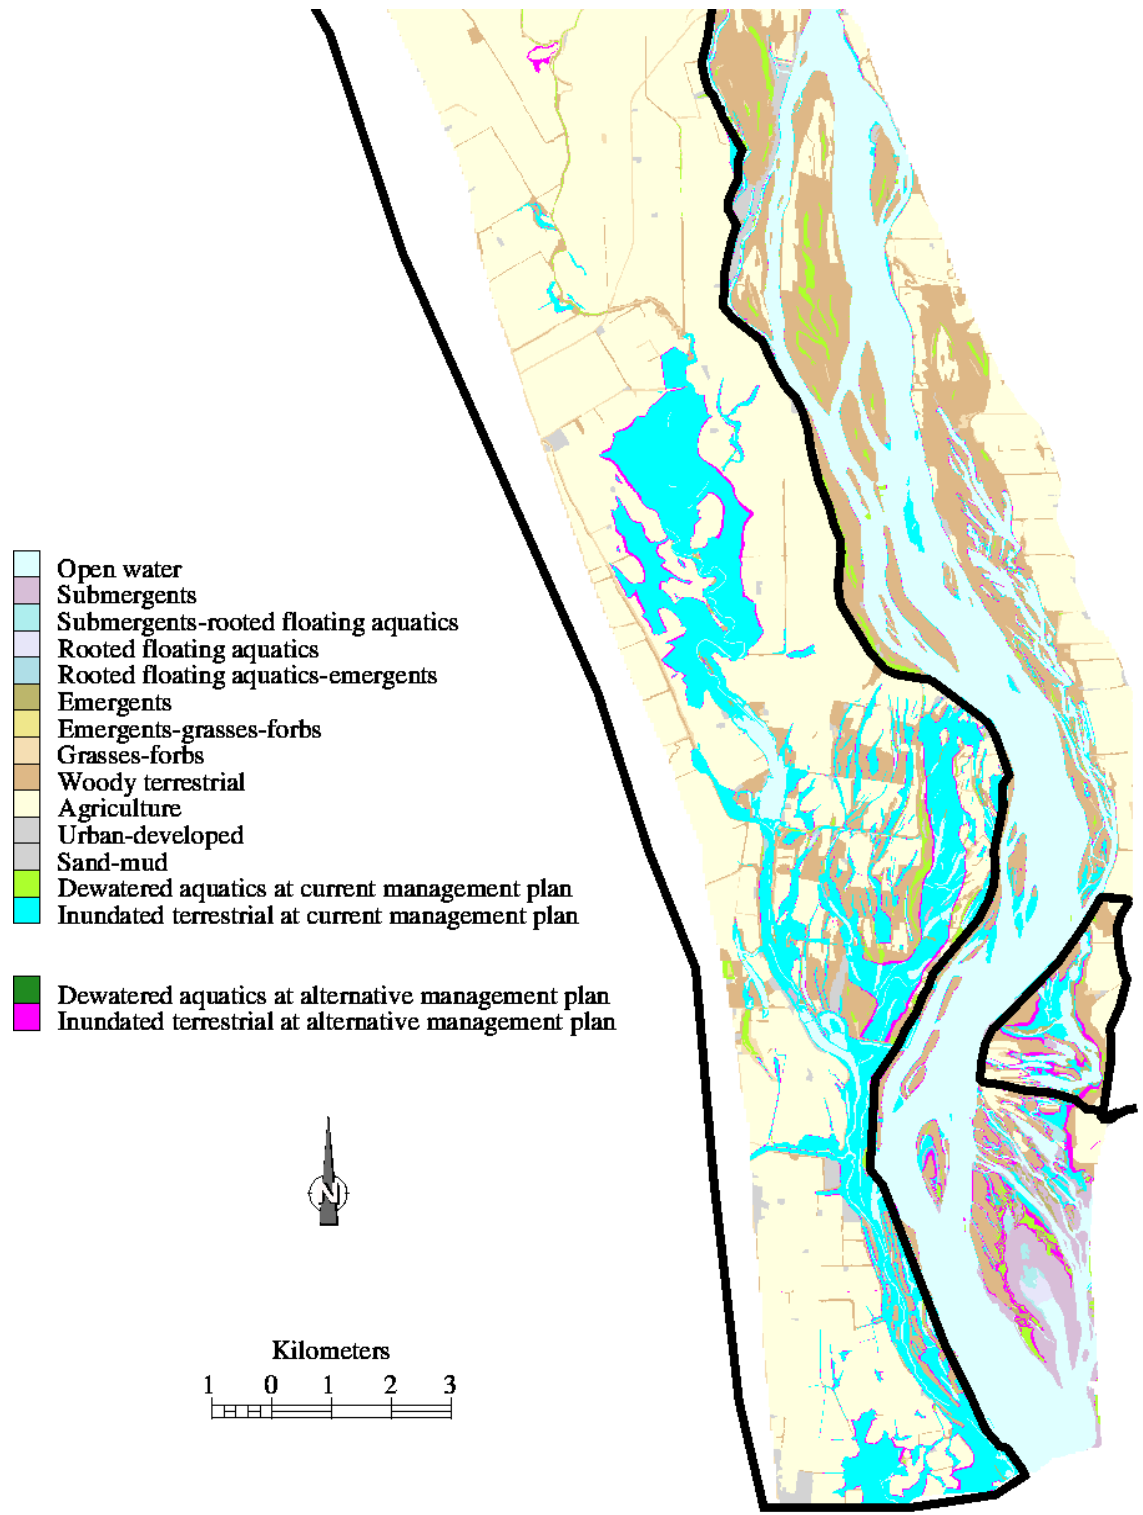 Open water
Submergents
Submergents-rooted floating aquatics
Rooted floating aquatics
Rooted floating aquatics-emergents
Emergents
Emergents-grasses-forbs
Grasses-forbs
Woody terrestrial
Agriculture
Urban-developed
Sand-mud
Dewatered aquatics at current management plan
Inundated terrestrial at current management plan
Dewatered aquatics at alternative management plan
Inundated terrestrial at alternative management plan
N
Kilometers
1 0 1 2 3